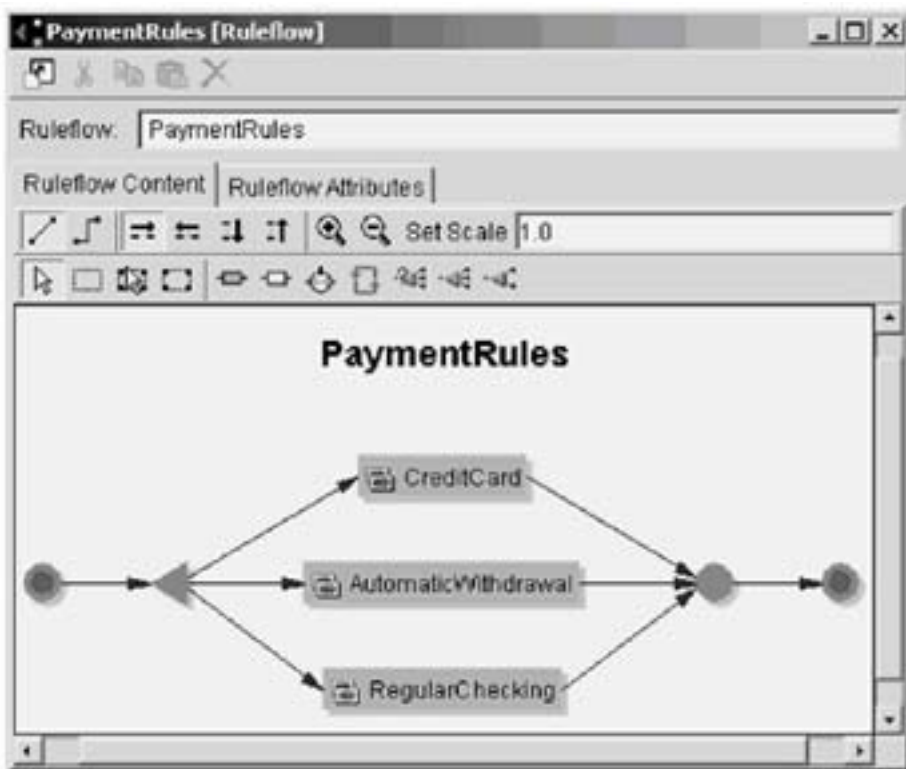 PaymentRules [Ruleflow]
Ruleflow: PaymentRules
Ruleflow Content Ruleflow Attributes
Set Scale 1.0
PaymentRules
CreditCard
AutomaticWithdrawal
RegularChecking